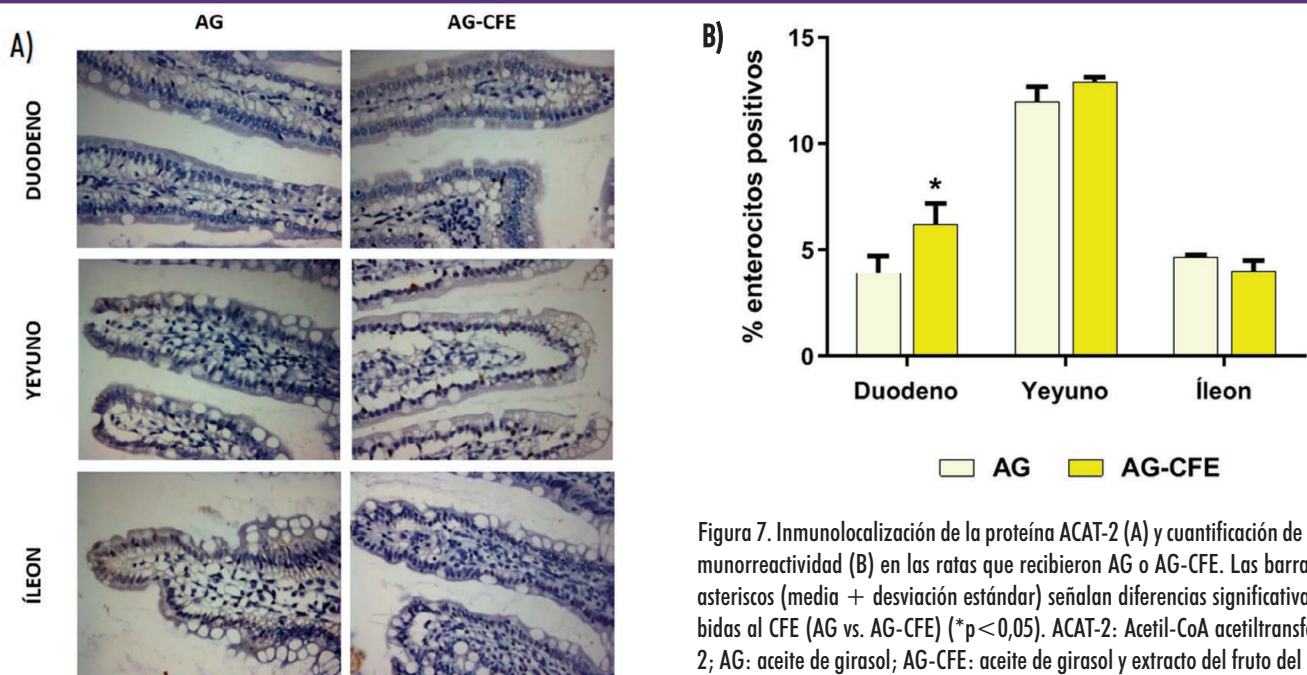 AG AG-CFE
A)
DUODENO
YEYUNO
ÍLEON
B)
% enterocitos positivos
15
10
5
0
*
Duodeno Yeyuno Íleon
AG AG-CFE
Figura 7. Inmunolocalización de la proteína ACAT-2 (A) y cuantificación de
munorreactividad (B) en las ratas que recibieron AG o AG-CFE. Las barra
asteriscos (media + desviación estándar) señalan diferencias significativa
bidas al CFE (AG vs. AG-CFE) (*p<0,05). ACAT-2: Acetil-CoA acetiltransf
2; AG: aceite de girasol; AG-CFE: aceite de girasol y extracto del fruto del